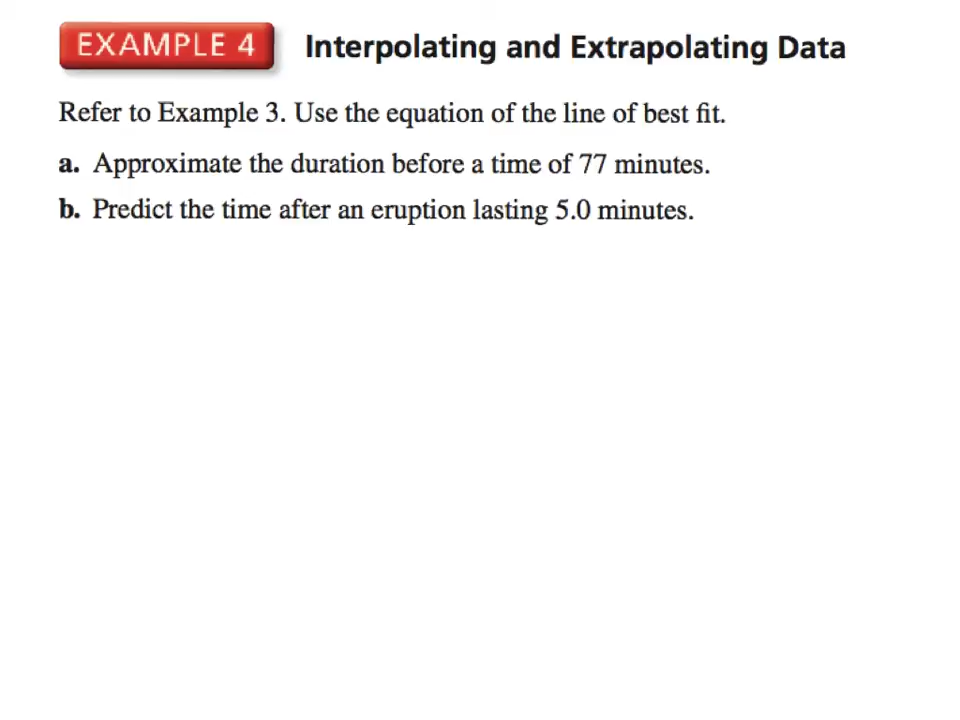 EXAMPLE 4 Interpolating and Extrapolating Data
Refer to Example 3. Use the equation of the line of best fit.
a. Approximate the duration before a time of 77 minutes.
b. Predict the time after an eruption lasting 5.0 minutes.